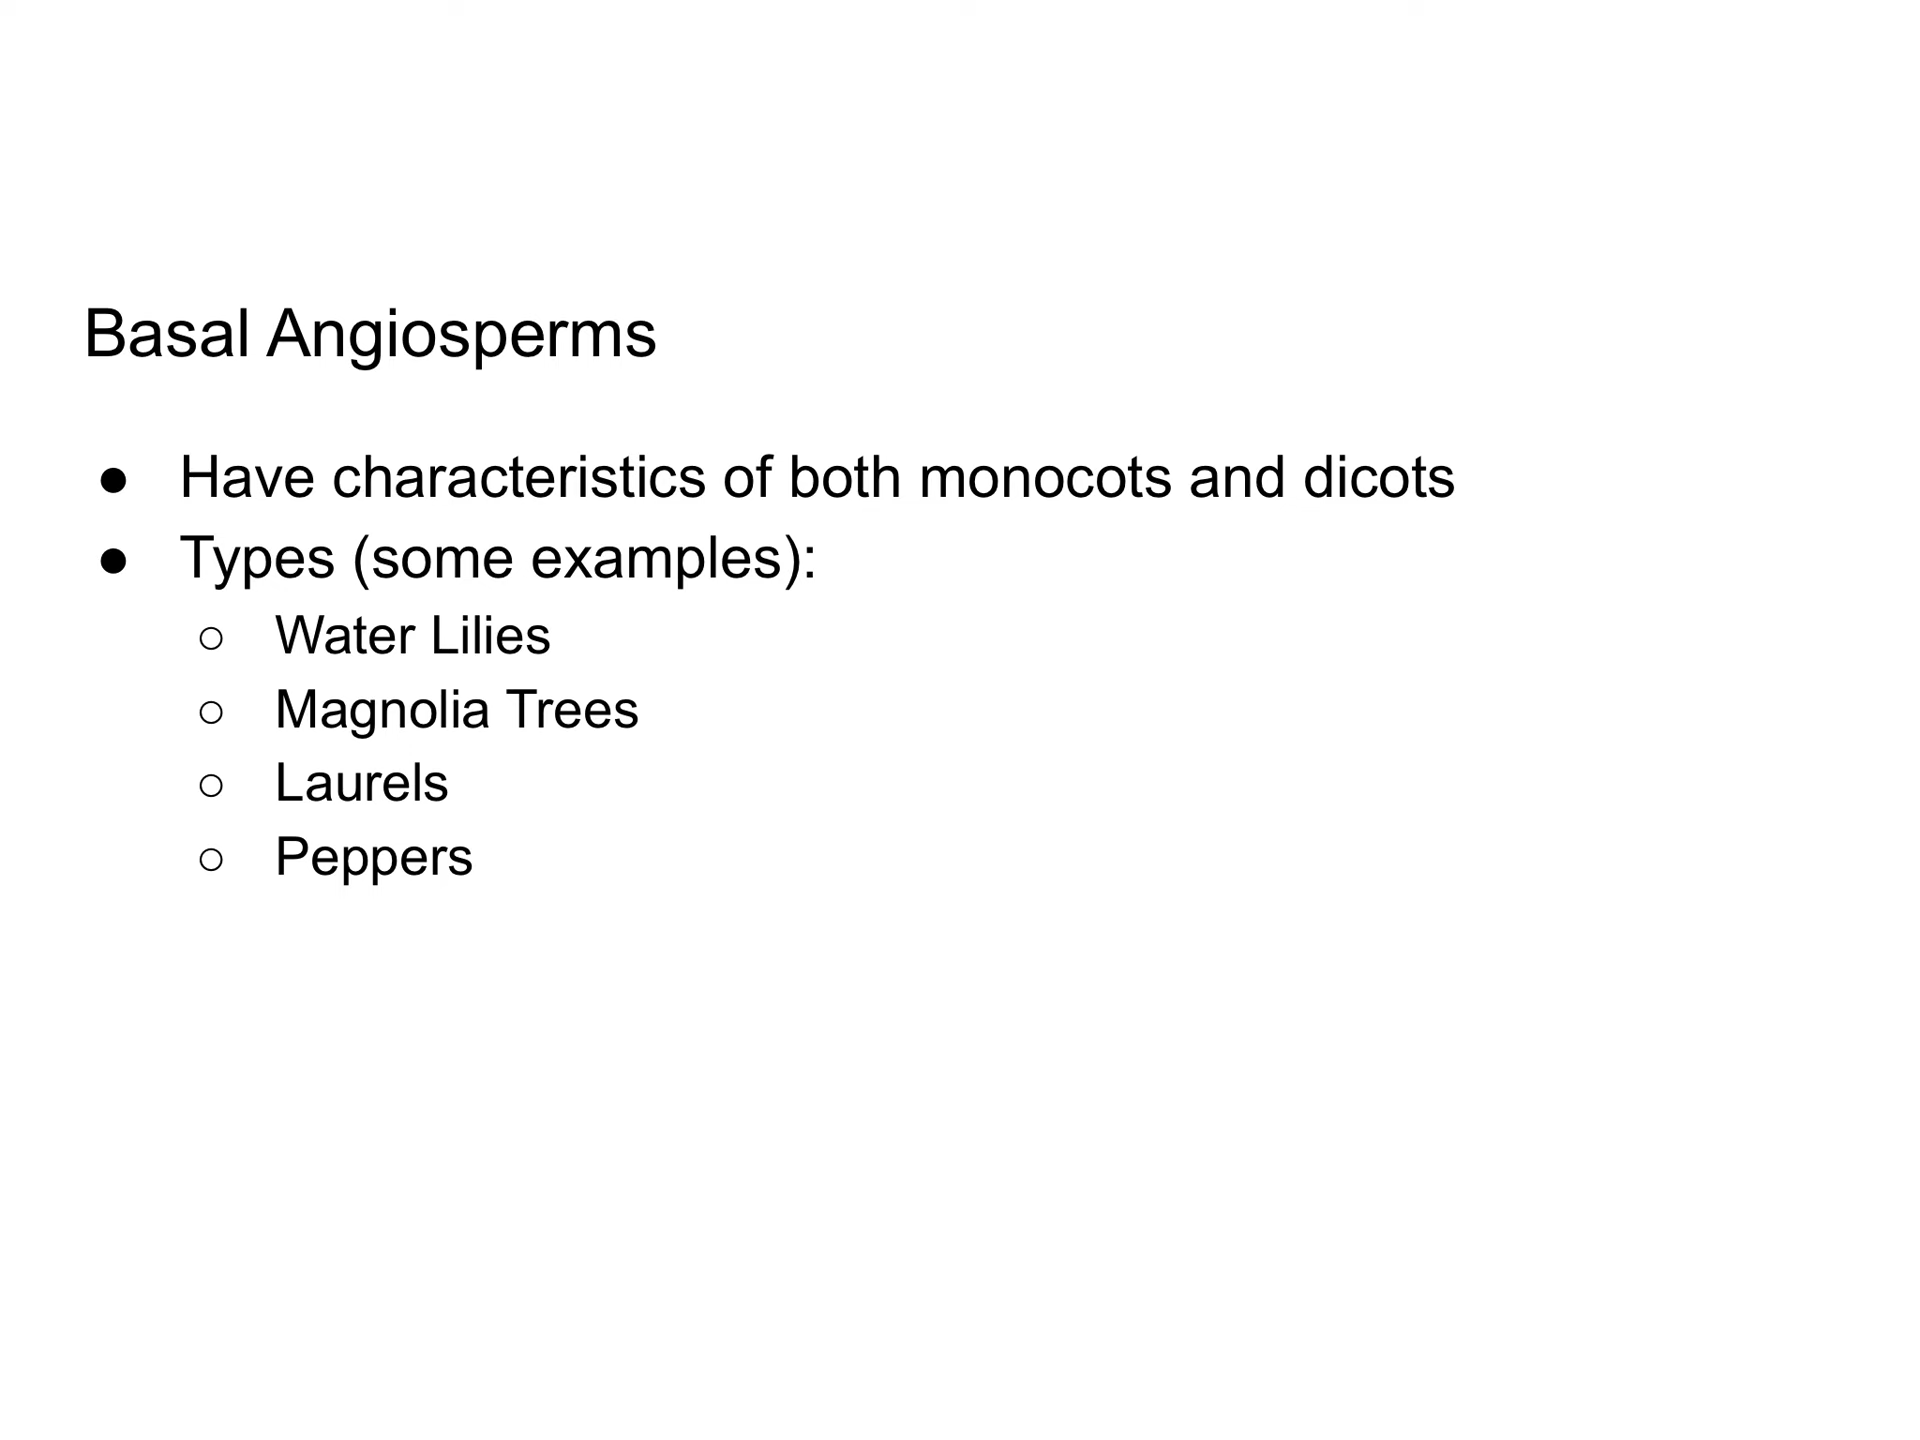 Basal Angiosperms
● Have characteristics of both monocots and dicots
● Types (some examples):
○ Water Lilies
○ Magnolia Trees
○ Laurels
○ Peppers